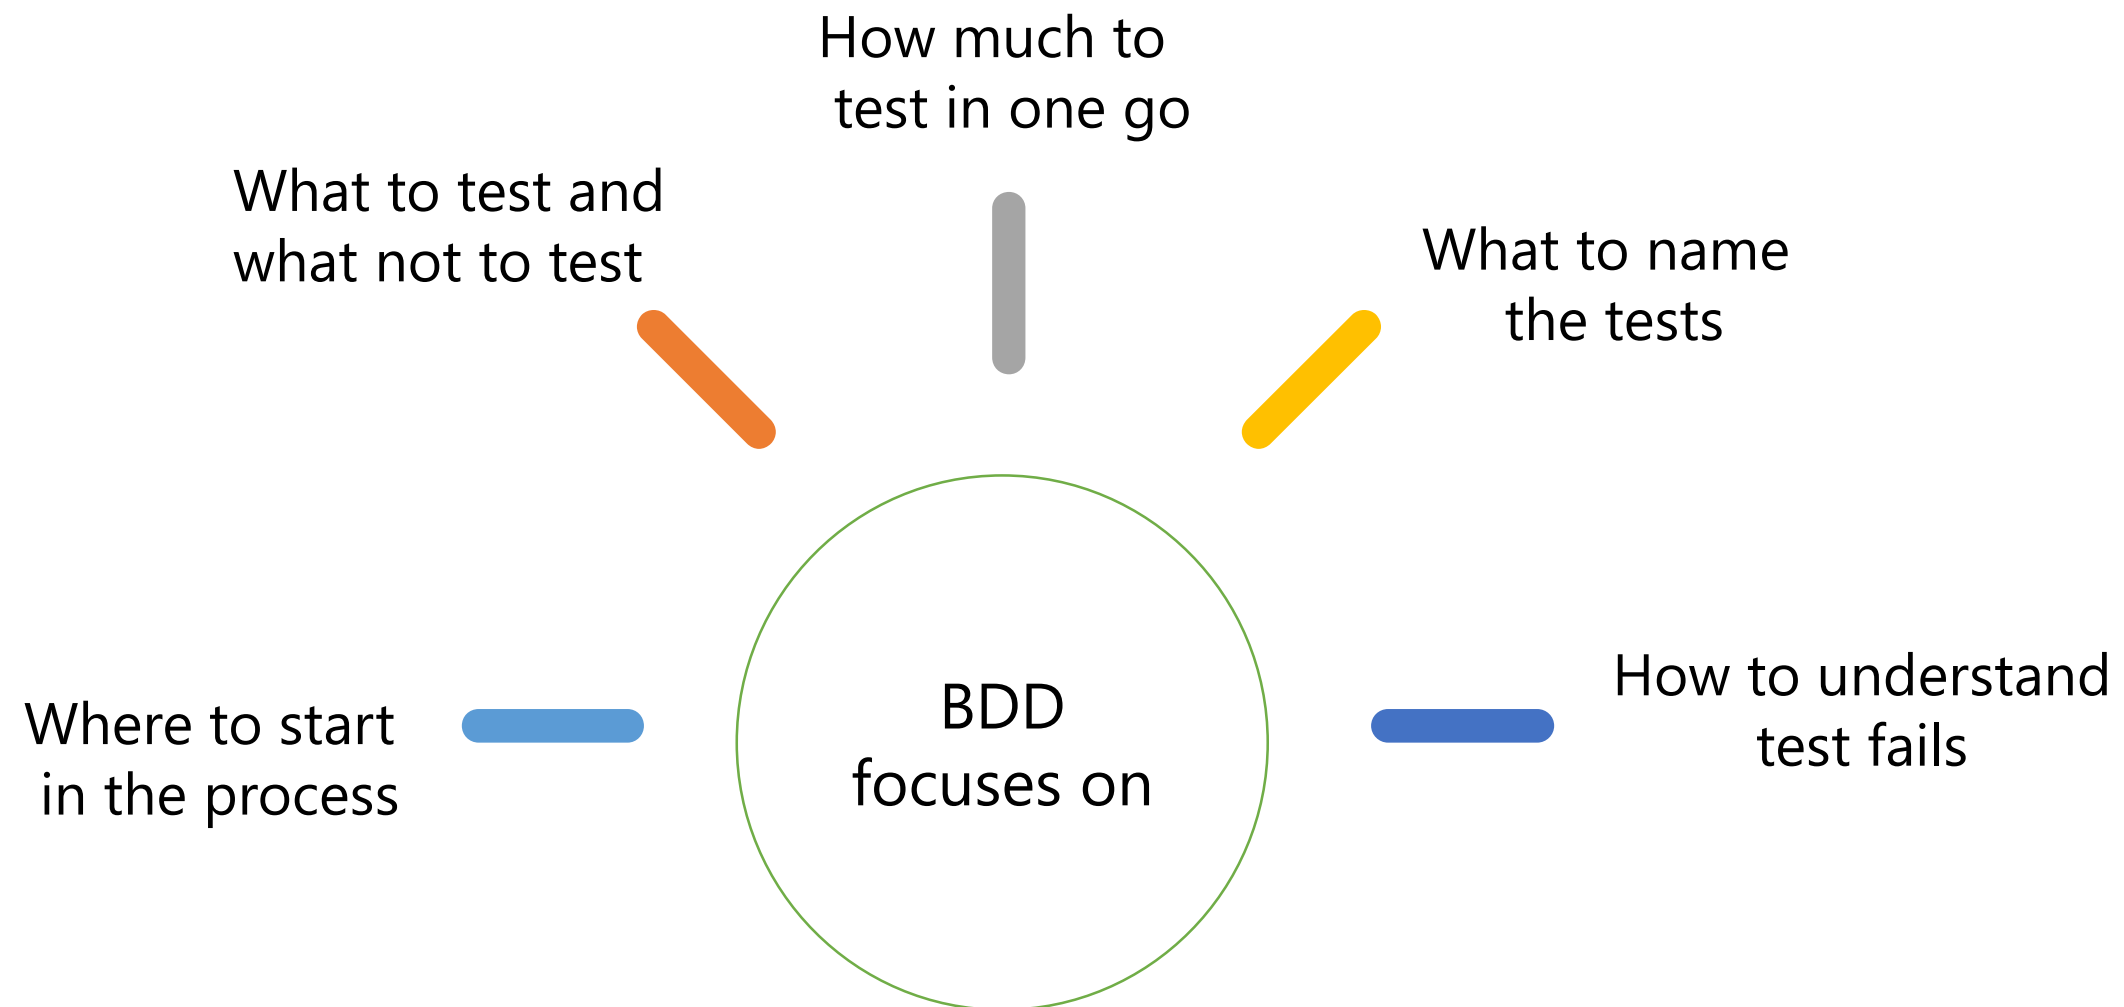 How much to
test in one go
What to test and
what not to test
What to name
the tests
Where to start
in the process
BDD
focuses on
How to understand
test fails